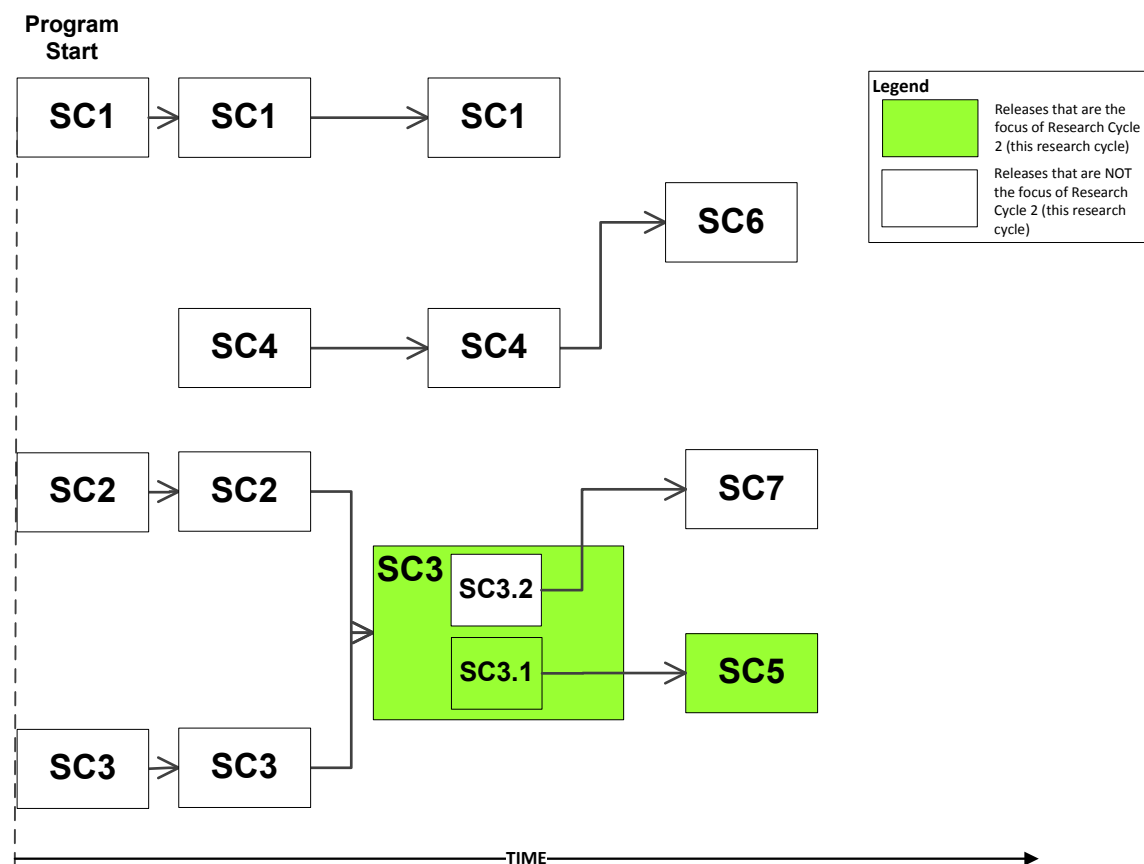 Program
Start
SC1
SC1
SC1
Legend
Releases that are the
focus of Research Cycle
2 (this research cycle)
Releases that are NOT
the focus of Research
Cycle 2 (this research
cycle)
SC6
SC4
SC4
SC2
SC2
SC7
SC3
SC3.2
SC3.1
SC5
SC3
SC3
TIME